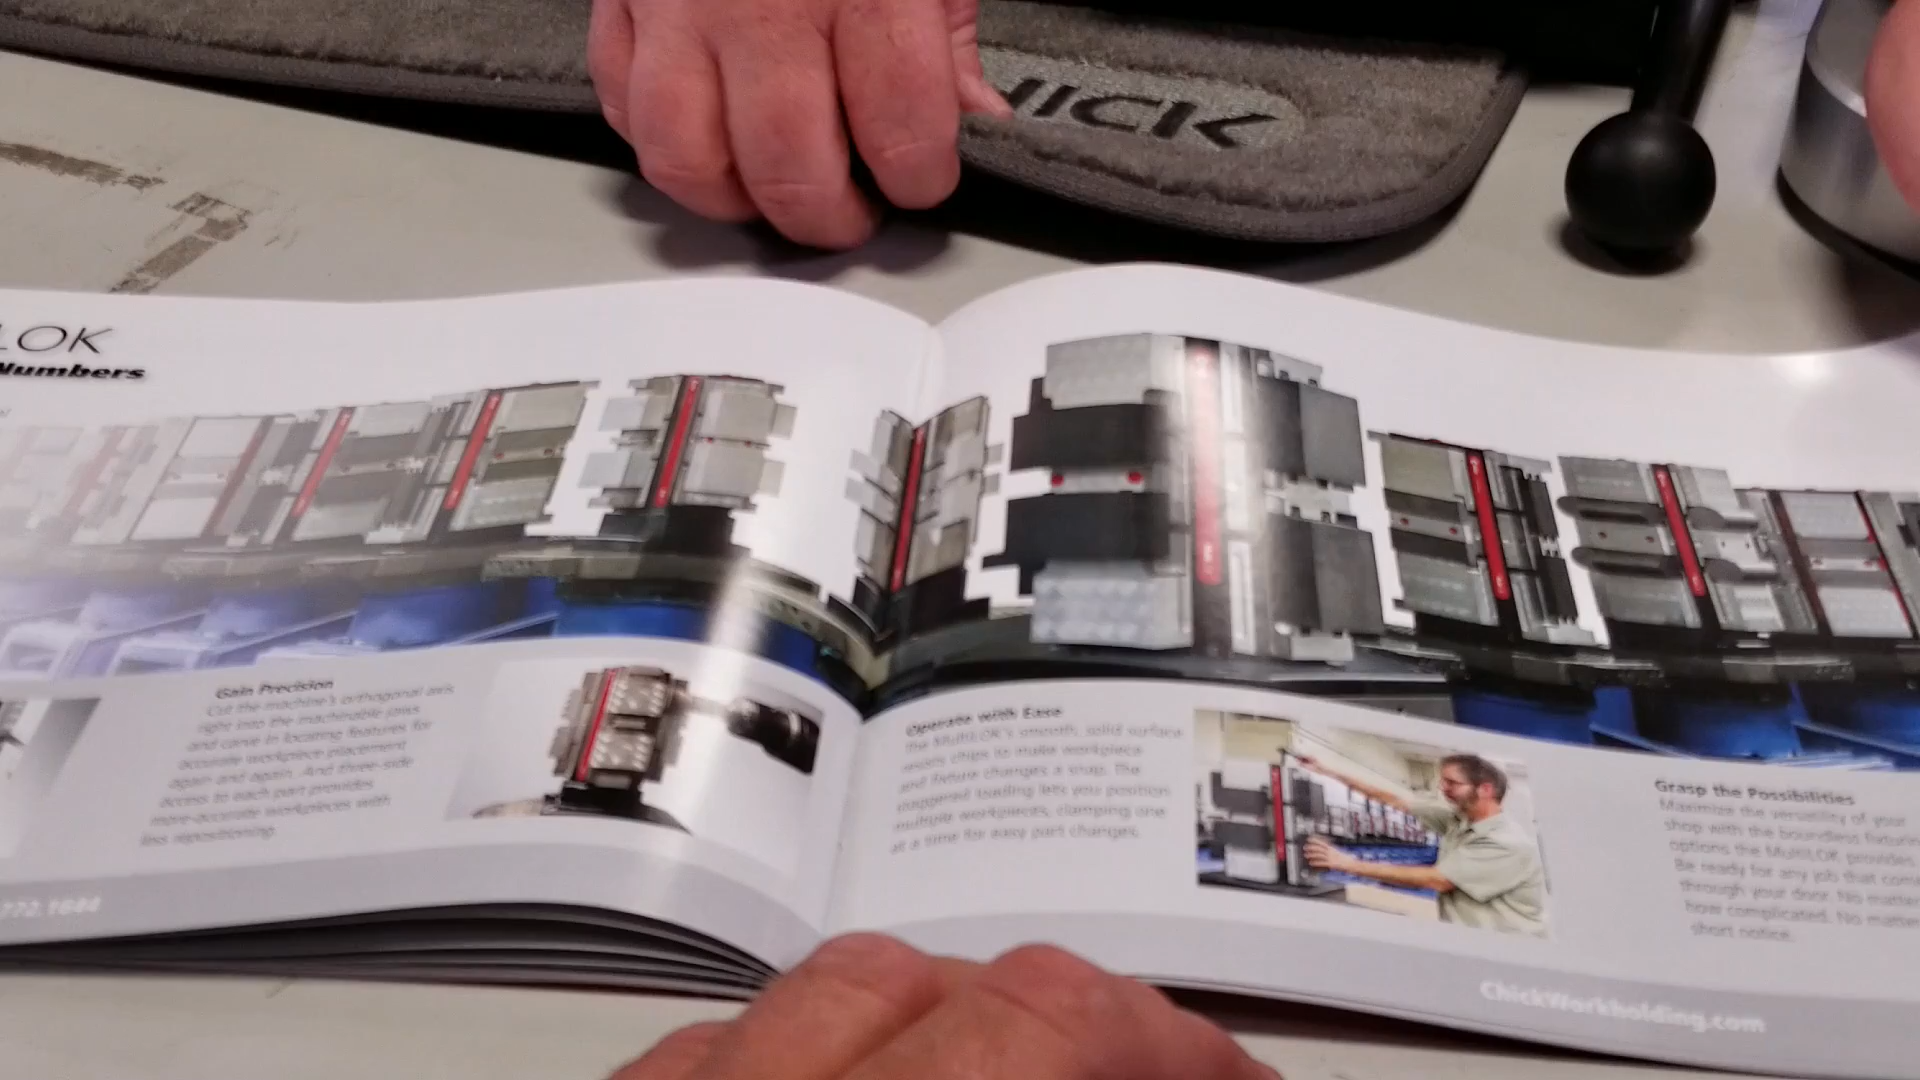 HICK
LOK
Numbers
Gain Precision
Cut the machine's orthogonal axis
right into the machinable jaws
and carve in locating features for
accurate workpiece placement
again and again. And three-side
access to each part provides
more-accurate workpieces with
less repositioning.
772.1644
Operate with Ease
The MultiLOK's smooth, solid surface
resists chips to make workpiece
and fixture changes a snap. The
staggered loading lets you position
multiple workpieces, clamping one
at a time for easy part changes.
Grasp the Possibilities
Maximize the versatility of your
shop with the boundless fixturing
options the MultiLOK provides.
Be ready for any job that comes
through your door. No matter
how complicated. No matter
short notice.
ChickWorkholding.com